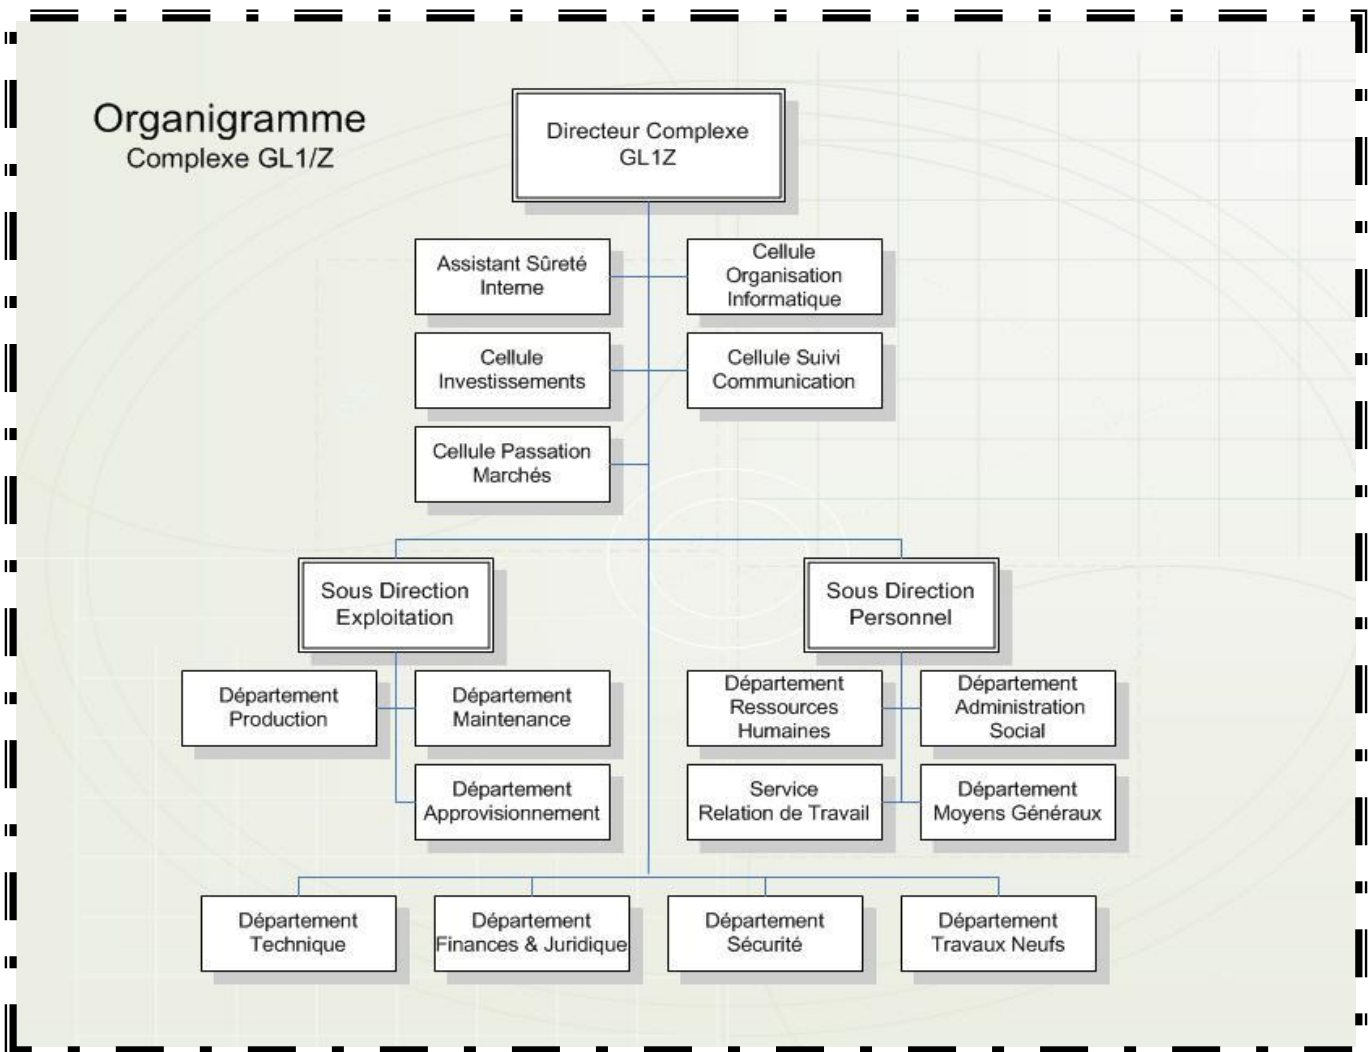 Organigramme
Complexe GL1/Z
Directeur Complexe
GL1Z
Assistant Sûreté
Interne
Cellule
Organisation
Informatique
Cellule
Investissements
Cellule Suivi
Communication
Cellule Passation
Marchés
Sous Direction
Exploitation
Sous Direction
Personnel
Département
Production
Département
Maintenance
Département
Ressources
Humaines
Département
Administration
Social
Département
Approvisionnement
Service
Relation de Travail
Département
Moyens Généraux
Département
Technique
Département
Finances & Juridique
Département
Sécurité
Département
Travaux Neufs